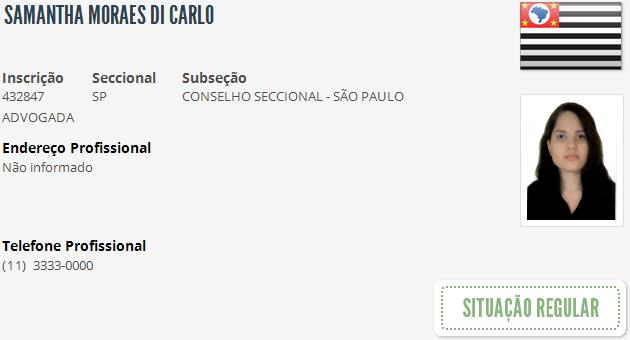 SAMANTHA MORAES DI CARLO
Inscrição Seccional Subseção
432847 SP CONSELHO SECCIONAL - SÃO PAULO
ADVOGADA
Endereço Profissional
Não informado
Telefone Profissional
(11) 3333-0000
SITUAÇÃO REGULAR